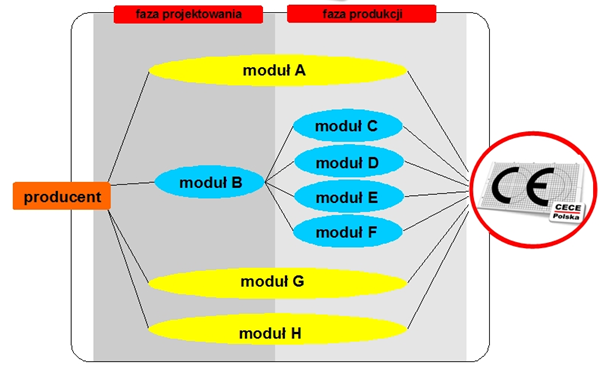 faza projektowania
faza produkcji
moduł A
moduł B
moduł C
moduł D
moduł E
moduł F
moduł G
moduł H
producent
CE
CECE
Polska